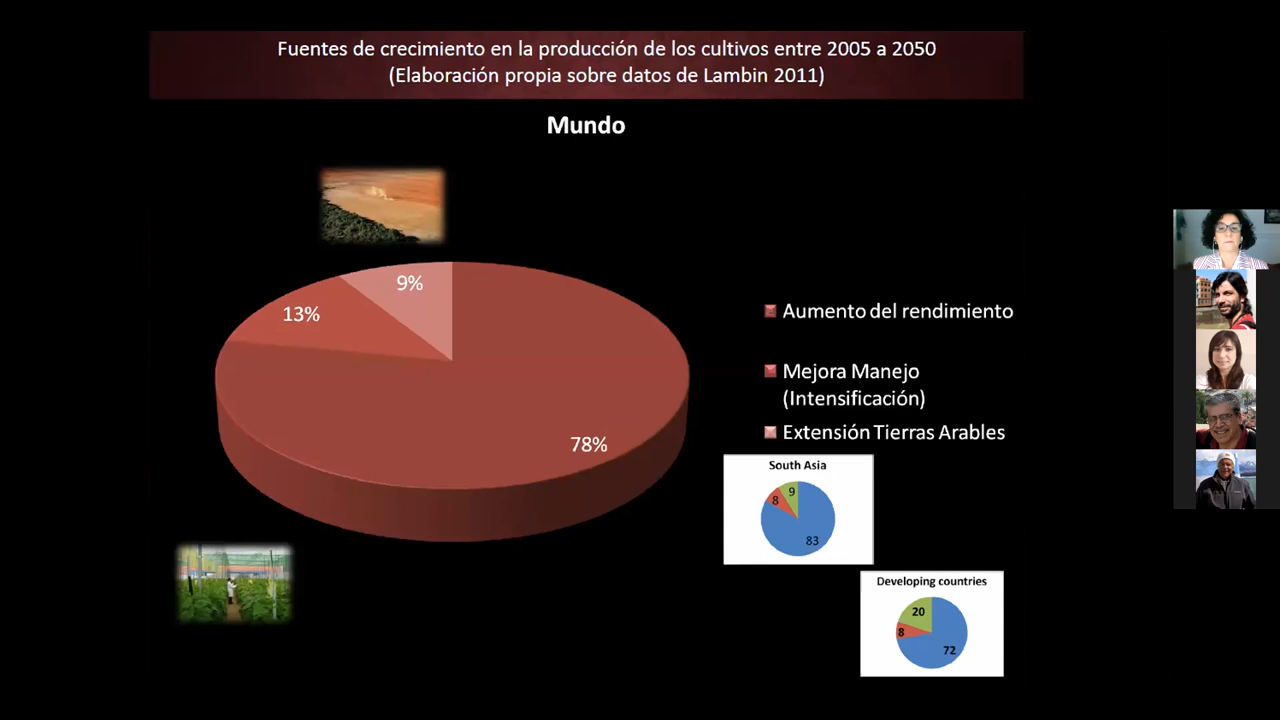 Fuentes de crecimiento en la producción de los cultivos entre 2005 a 2050
(Elaboración propia sobre datos de Lambin 2011)
Mundo
9%
13%
78%
Aumento del rendimiento
Mejora Manejo
(Intensificación)
Extensión Tierras Arables
South Asia
9
8
83
Developing countries
20
8
72